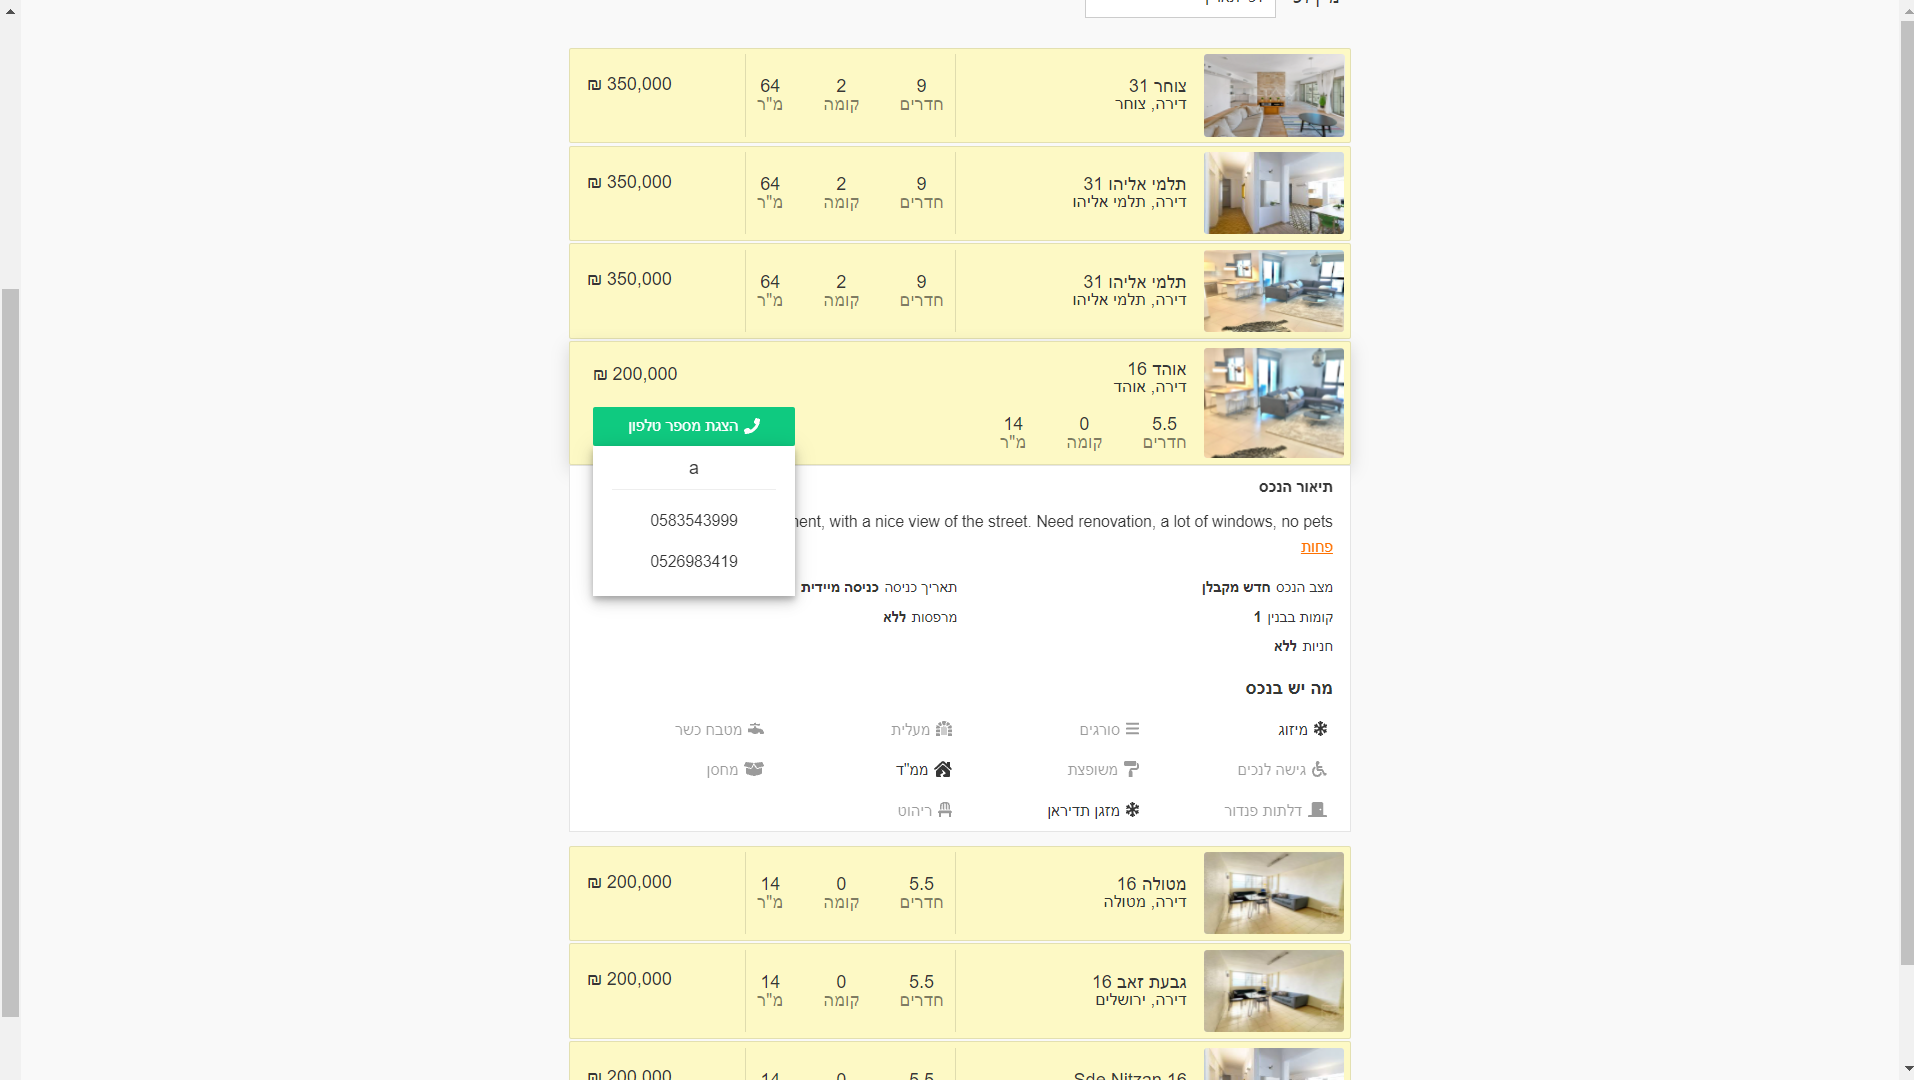 צוחר 31
דירה, צוחר
9 חדרים
2 קומה
64 מ"ר
350,000 ₪
תלמי אליהו 31
דירה, תלמי אליהו
9 חדרים
2 קומה
64 מ"ר
350,000 ₪
תלמי אליהו 31
דירה, תלמי אליהו
9 חדרים
2 קומה
64 מ"ר
350,000 ₪
אוהד 16
דירה, אוהד
5.5 חדרים
0 קומה
14 מ"ר
200,000 ₪
הצגת מספר טלפון
a
0583543999
0526983419
תיאור הנכס
with a nice view of the street. Need renovation, a lot of windows, no pets
פחות
מצב הנכס חדש מקבלן
תאריך כניסה כניסה מיידית
קומות בבנין 1
מרפסות ללא
חניות ללא
מה יש בנכס
מיזוג
סורגים
מעלית
מטבח כשר
גישה לנכים
משופצת
ממ"ד
מחסן
דלתות פנדור
מזגן תדיראן
ריהוט
מטולה 16
דירה, מטולה
5.5 חדרים
0 קומה
14 מ"ר
200,000 ₪
גבעת זאב 16
דירה, ירושלים
5.5 חדרים
0 קומה
14 מ"ר
200,000 ₪
Sde Nitzan 16
5.5
0
14
200,000 ₪